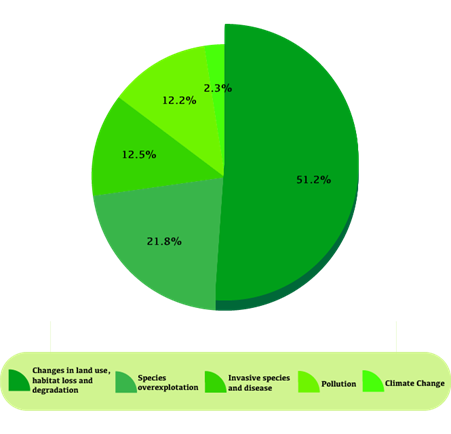 2.3%
12.2%
12.5%
51.2%
21.8%
Changes in land use,
habitat loss and
degradation
Species
overexplotation
Invasive species
and disease
Pollution
Climate Change